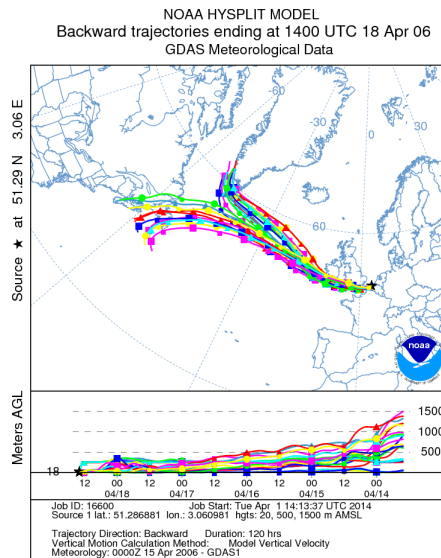 NOAA HYSPLIT MODEL
Backward trajectories ending at 1400 UTC 18 Apr 06
GDAS Meteorological Data
Source ★ at 51.29 N 3.06 E
60
30
0
30
60
noaa
Meters AGL
1500
1000
500
18
12 00 12 00 12 00 12 00 12 00
04/18 04/17 04/16 04/15 04/14
Job ID: 16600 Job Start: Tue Apr 1 14:13:37 UTC 2014
Source 1 lat.: 51.286881 lon.: 3.060981 hgts: 20, 500, 1500 m AMSL
Trajectory Direction: Backward Duration: 120 hrs
Vertical Motion Calculation Method: Model Vertical Velocity
Meteorology: 0000Z 15 Apr 2006 - GDAS1